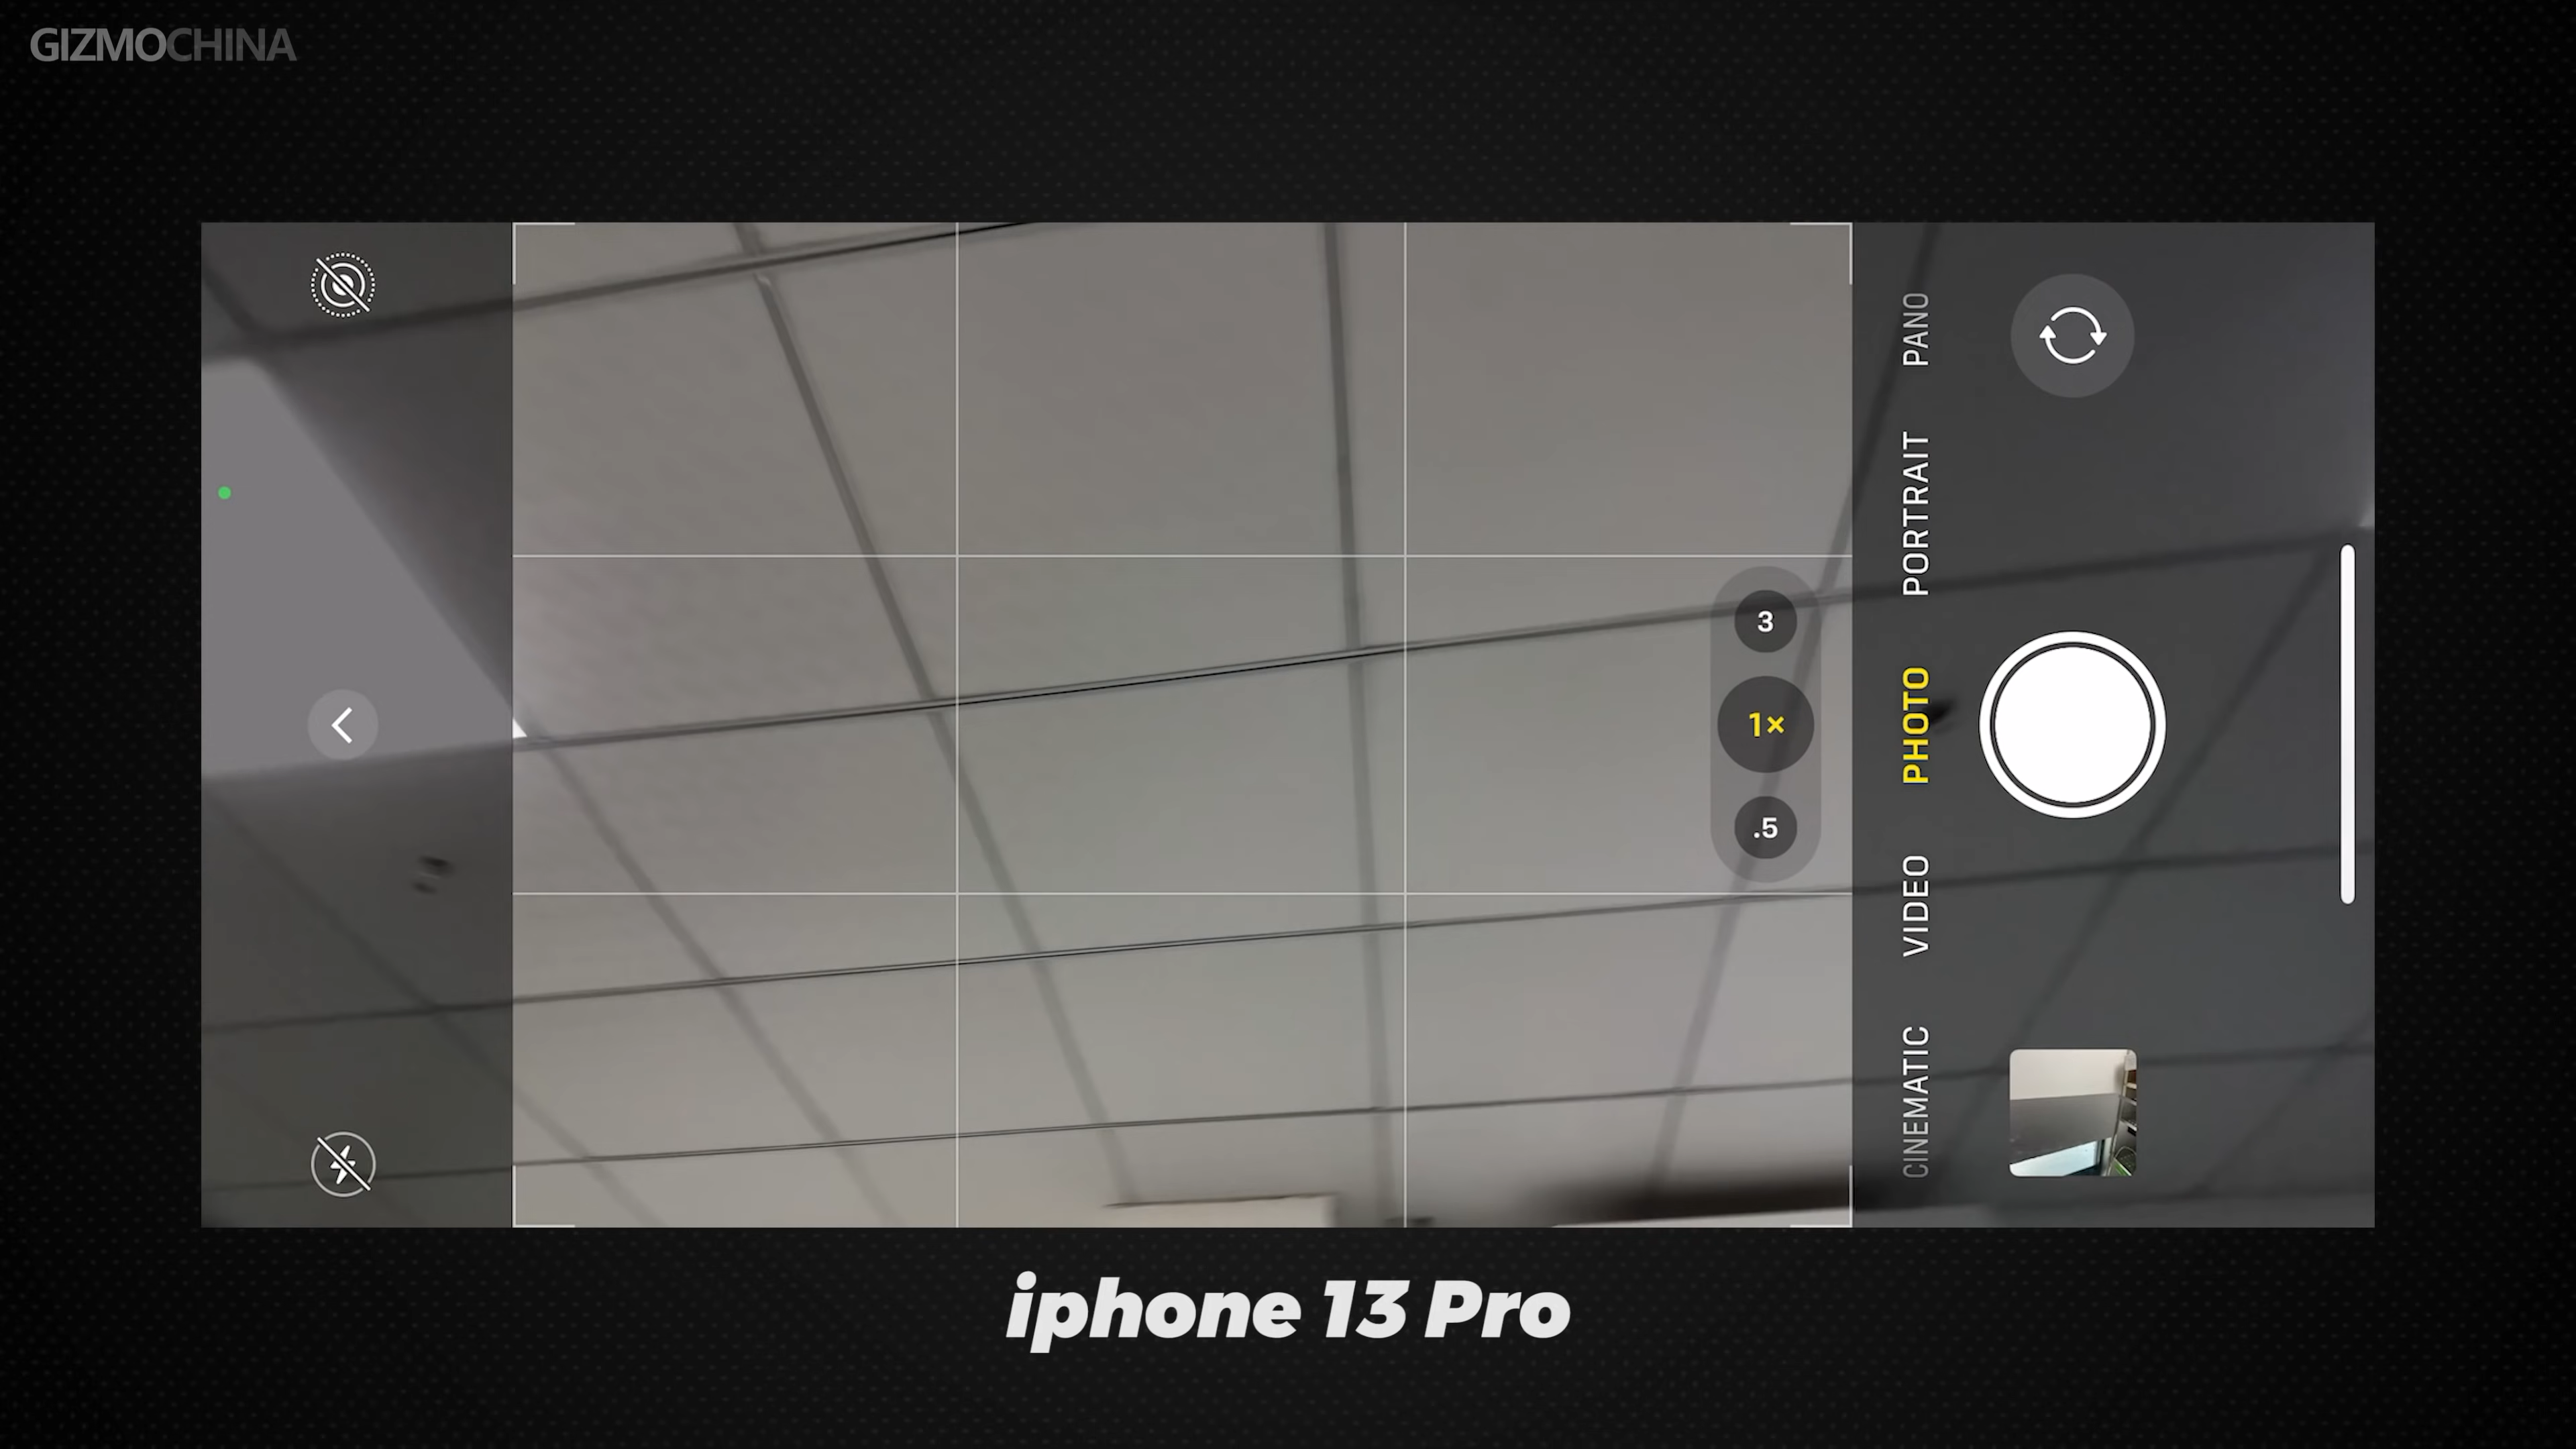 GIZMOCHINA
PANO
PORTRAIT
PHOTO
VIDEO
CINEMATIC
3
1×
.5
iphone 13 Pro